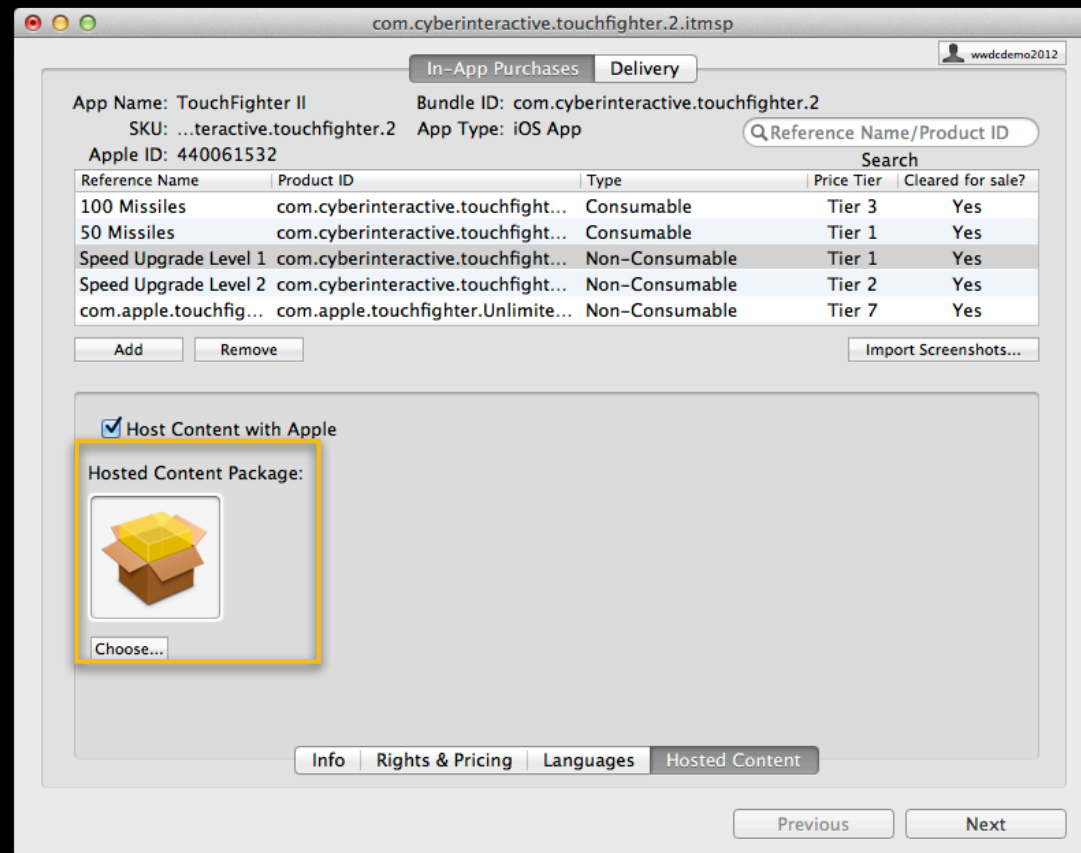 com.cyberinteractive.touchfighter.2.itmsp
wwdcdemo2012
In-App Purchases Delivery
App Name: TouchFighter II Bundle ID: com.cyberinteractive.touchfighter.2
SKU: ...teractive.touchfighter.2 App Type: iOS App
Reference Name/Product ID
Apple ID: 440061532
Search
Reference Name Product ID Type Price Tier Cleared for sale?
100 Missiles com.cyberinteractive.touchfight... Consumable Tier 3 Yes
50 Missiles com.cyberinteractive.touchfight... Consumable Tier 1 Yes
Speed Upgrade Level 1 com.cyberinteractive.touchfight... Non-Consumable Tier 1 Yes
Speed Upgrade Level 2 com.cyberinteractive.touchfight... Non-Consumable Tier 2 Yes
com.apple.touchfig... com.apple.touchfighter.Unlimite... Non-Consumable Tier 7 Yes
Add Remove Import Screenshots...
Host Content with Apple
Hosted Content Package:
Choose...
Info Rights & Pricing Languages Hosted Content
Previous Next